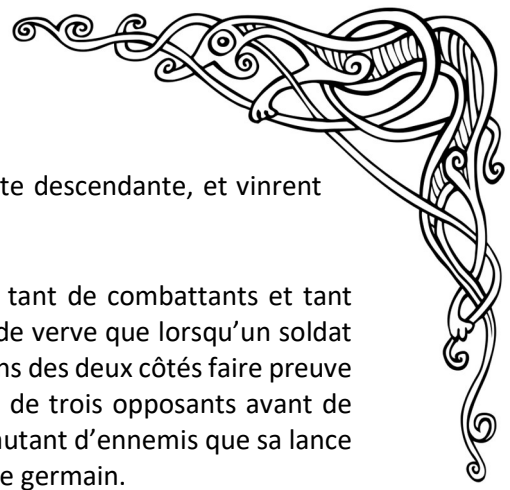 te descendante, et vinrent
tant de combattants et tant
de verve que lorsqu’un soldat
ns des deux côtés faire preuve
de trois opposants avant de
autant d’ennemis que sa lance
e germain.